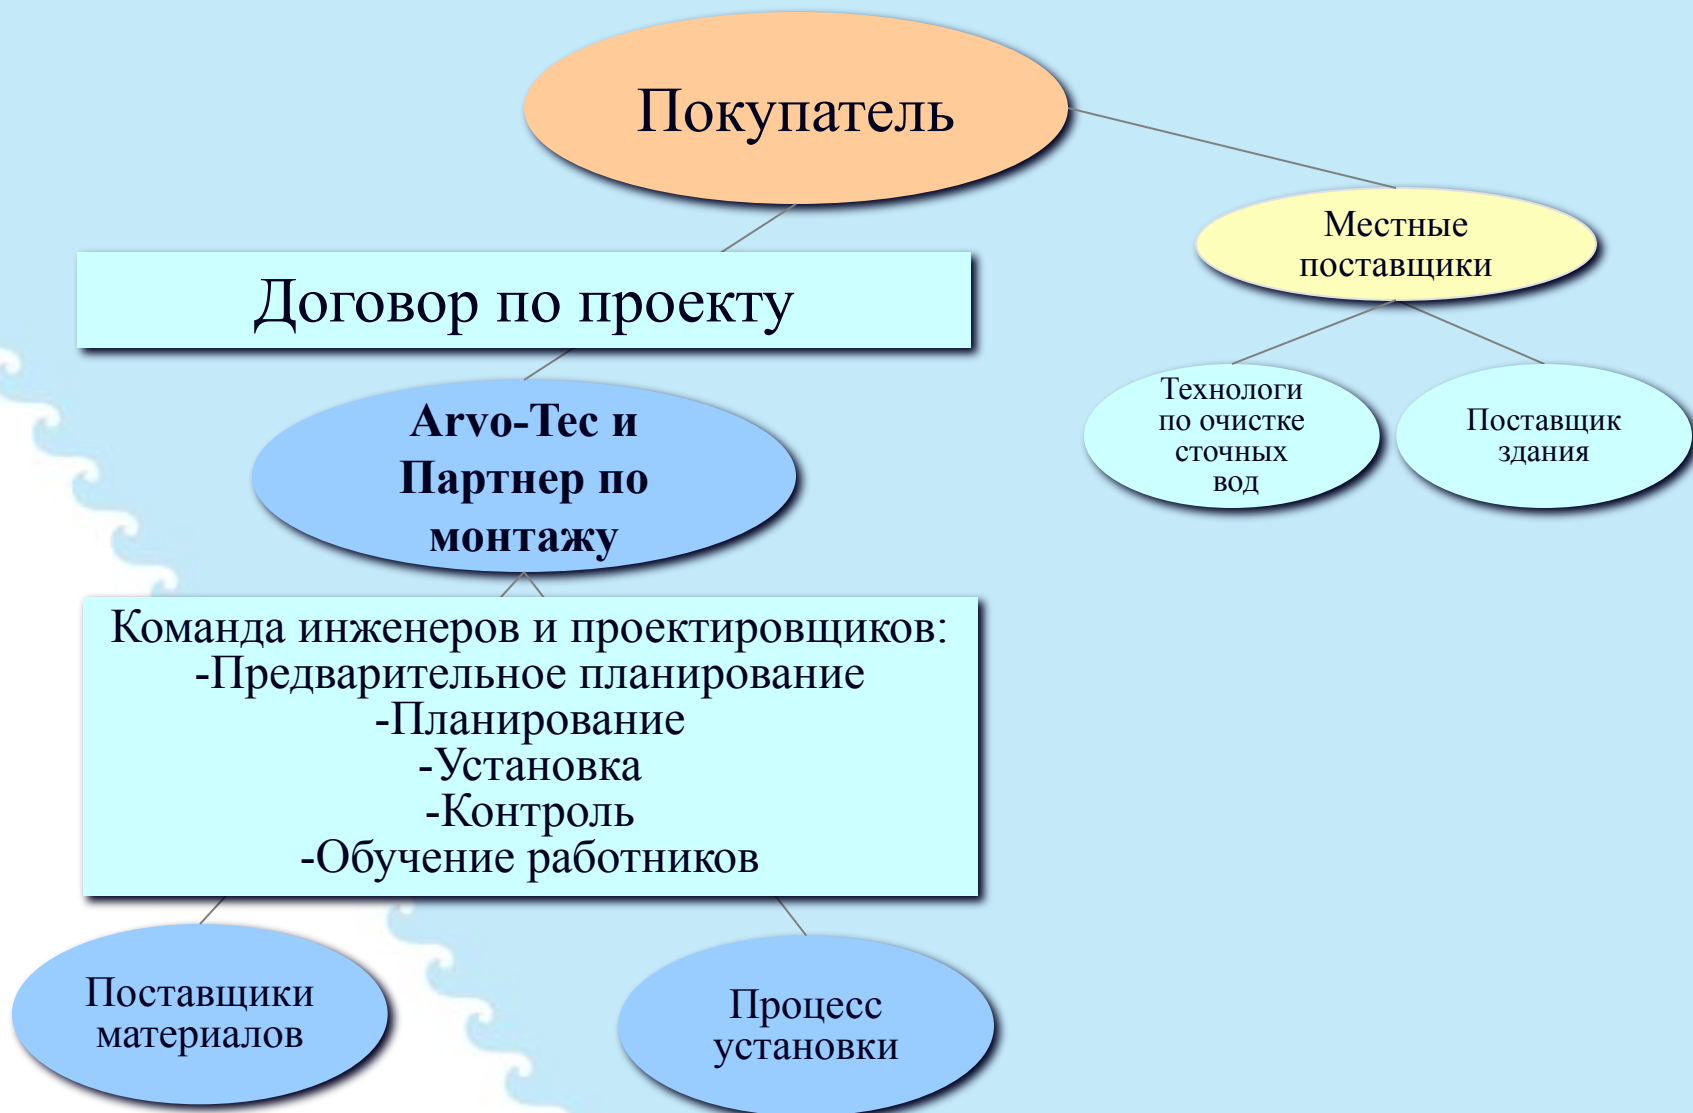 Покупатель
Местные
поставщики
Договор по проекту
Технологи
по очистке
сточных
вод
Поставщик
здания
Arvo-Tec и
Партнер по
монтажу
Команда инженеров и проектировщиков:
-Предварительное планирование
-Планирование
-Установка
-Контроль
-Обучение работников
Поставщики
материалов
Процесс
установки